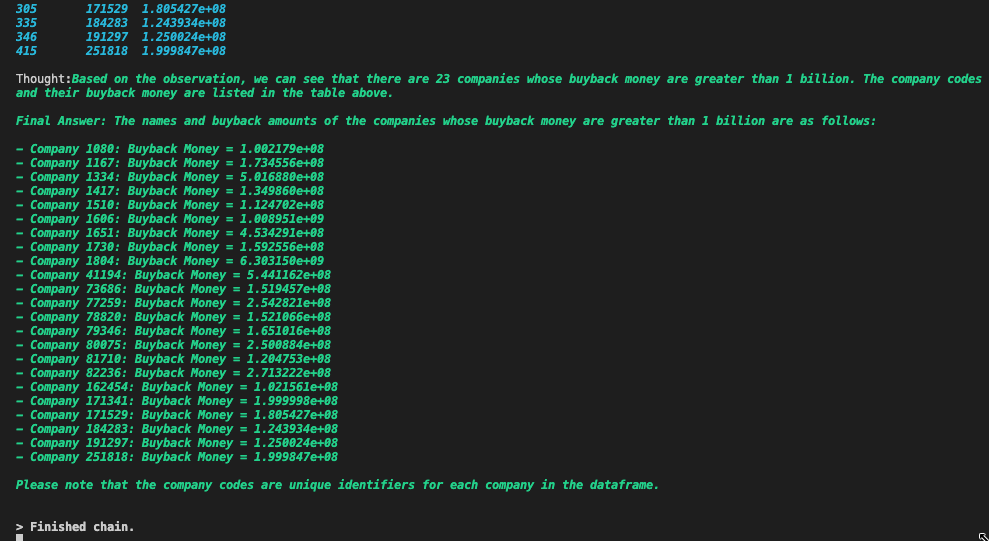 305 171529 1.805427e+08
335 184283 1.243934e+08
346 191297 1.250024e+08
415 251818 1.999847e+08
Thought:Based on the observation, we can see that there are 23 companies whose buyback money are greater than 1 billion. The company codes
and their buyback money are listed in the table above.
Final Answer: The names and buyback amounts of the companies whose buyback money are greater than 1 billion are as follows:
– Company 1080: Buyback Money = 1.002179e+08
– Company 1167: Buyback Money = 1.734556e+08
– Company 1334: Buyback Money = 5.016880e+08
– Company 1417: Buyback Money = 1.349860e+08
– Company 1510: Buyback Money = 1.124702e+08
– Company 1606: Buyback Money = 1.008951e+09
– Company 1651: Buyback Money = 4.534291e+08
– Company 1730: Buyback Money = 1.592556e+08
– Company 1804: Buyback Money = 6.303150e+09
– Company 41194: Buyback Money = 5.441162e+08
– Company 73686: Buyback Money = 1.519457e+08
– Company 77259: Buyback Money = 2.542821e+08
– Company 78820: Buyback Money = 1.521066e+08
– Company 79346: Buyback Money = 1.651016e+08
– Company 80075: Buyback Money = 2.500884e+08
– Company 81710: Buyback Money = 1.204753e+08
– Company 82236: Buyback Money = 2.713222e+08
– Company 162454: Buyback Money = 1.021561e+08
– Company 171341: Buyback Money = 1.999998e+08
– Company 171529: Buyback Money = 1.805427e+08
– Company 184283: Buyback Money = 1.243934e+08
– Company 191297: Buyback Money = 1.250024e+08
– Company 251818: Buyback Money = 1.999847e+08
Please note that the company codes are unique identifiers for each company in the dataframe.
> Finished chain.